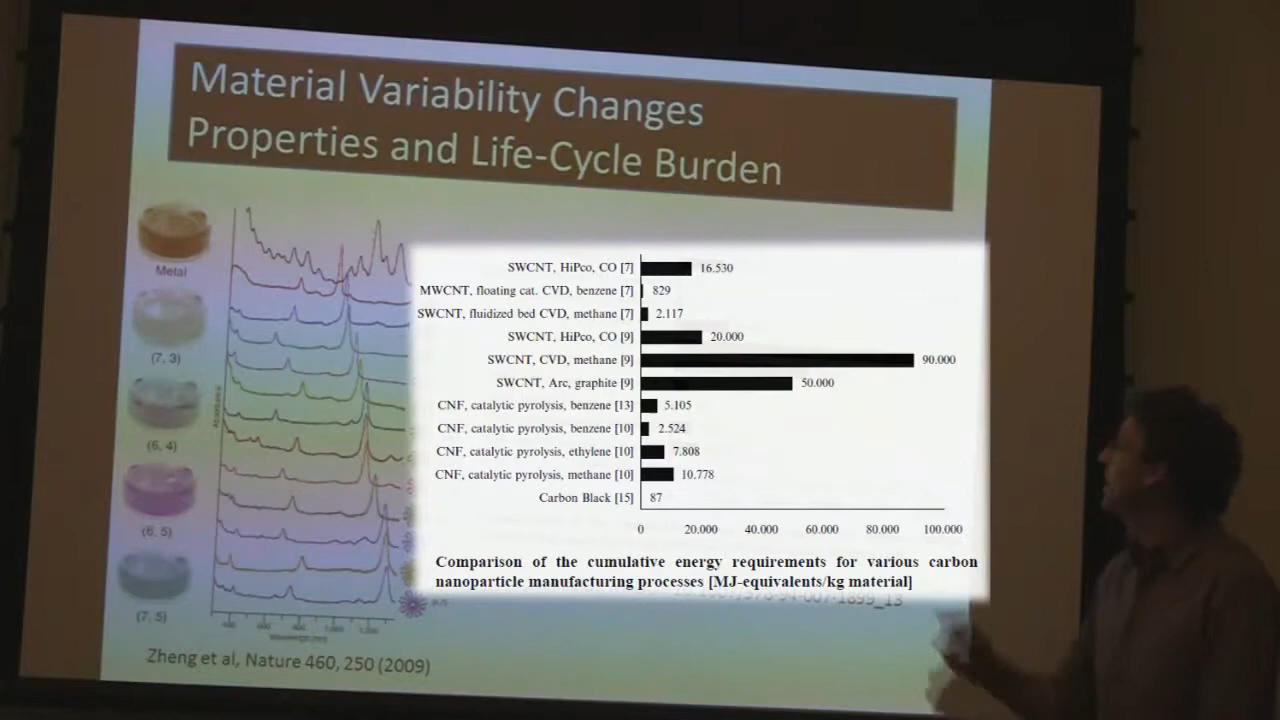 Material Variability Changes
Properties and Life-Cycle Burden
Metal
(7, 3)
(6, 4)
(6, 5)
(7, 5)
Absorbance
SWCNT, HiPco, CO [7] 16.530
MWCNT, floating cat. CVD, benzene [7] 829
SWCNT, fluidized bed CVD, methane [7] 2.117
SWCNT, HiPco, CO [9] 20.000
SWCNT, CVD, methane [9] 90.000
SWCNT, Arc, graphite [9] 50.000
CNF, catalytic pyrolysis, benzene [13] 5.105
CNF, catalytic pyrolysis, benzene [10] 2.524
CNF, catalytic pyrolysis, ethylene [10] 7.808
CNF, catalytic pyrolysis, methane [10] 10.778
Carbon Black [15] 87
0 20.000 40.000 60.000 80.000 100.000
Comparison of the cumulative energy requirements for various carbon
nanoparticle manufacturing processes [MJ-equivalents/kg material]
Zheng et al, Nature 460, 250 (2009)